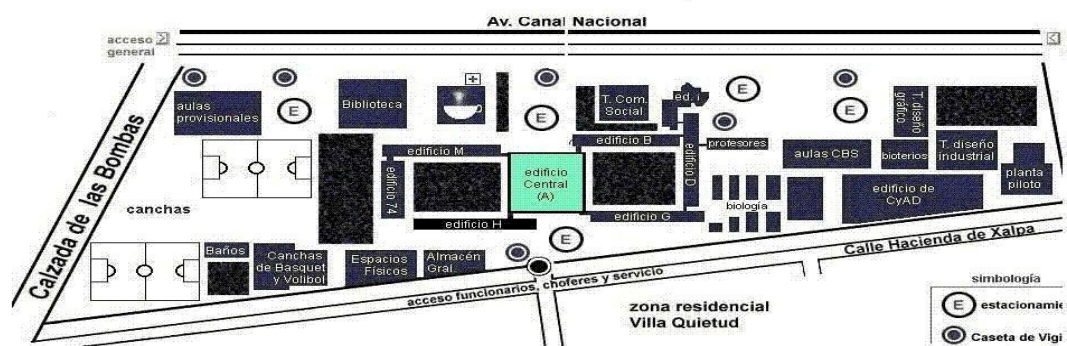 Av. Canal Nacional
acceso
general
aulas
provisionales
E
Biblioteca
E
T. Com.
Social
ed. i
E
E
T. diseño
gráfico
edificio M
edificio B
profesores
edificio
Central
(A)
edificio 74
edificio D
aulas CBS
bioterios
T. diseño
industrial
planta
piloto
Calzada de las Bombas
canchas
edificio H
edificio G
biología
edificio de
CyAD
Baños
Canchas
de Basquet
y Volibol
Espacios
Físicos
Almacén
Gral.
E
Calle Hacienda de Xalpa
acceso funcionarios, choferes y servicio
zona residencial
Villa Quietud
simbología
E estacionamie
Caseta de Vigi